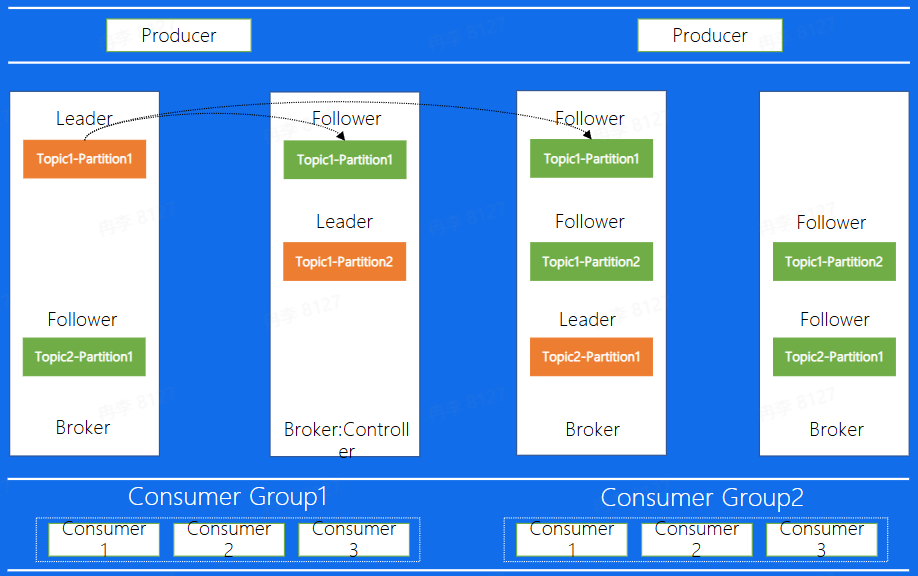 Producer
Producer
Leader
Topic1-Partition1
Follower
Topic2-Partition1
Broker
Follower
Topic1-Partition1
Leader
Topic1-Partition2
Broker:Controll
er
Follower
Topic1-Partition1
Follower
Topic1-Partition2
Leader
Topic2-Partition1
Broker
Follower
Topic1-Partition2
Follower
Topic2-Partition1
Broker
Consumer Group1
Consumer
1
Consumer
2
Consumer
3
Consumer Group2
Consumer
1
Consumer
2
Consumer
3